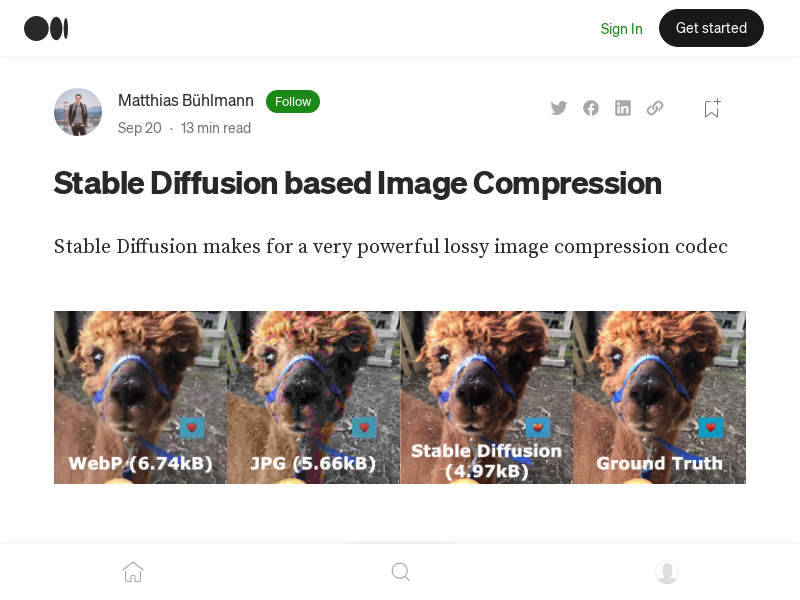 Sign In
Get started
Matthias Bühlmann
Follow
Sep 20 · 13 min read
Stable Diffusion based Image Compression
Stable Diffusion makes for a very powerful lossy image compression codec
WebP (6.74kB)
JPG (5.66kB)
Stable Diffusion
(4.97kB)
Ground Truth